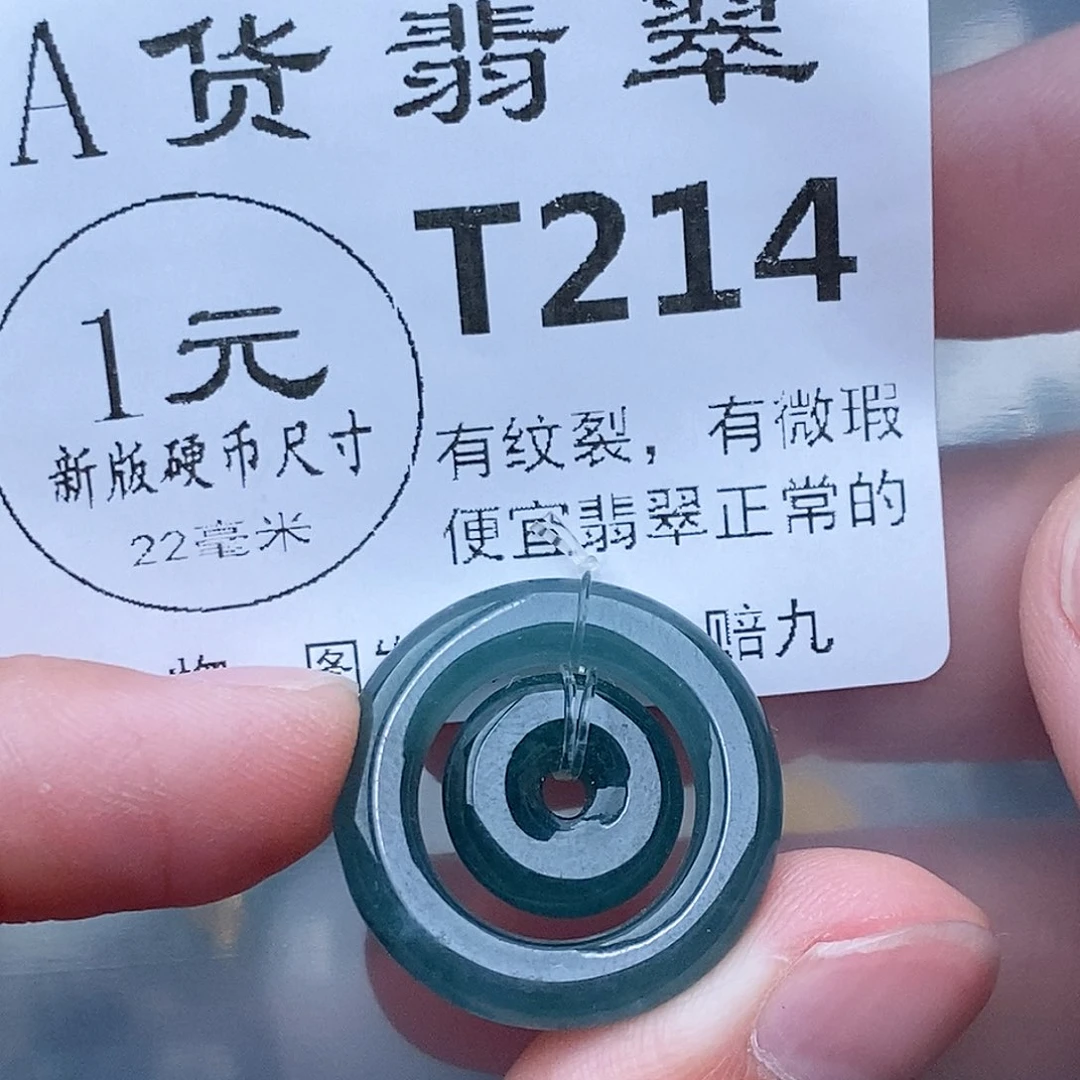 A货翡翠
T214
1元
新版硬币尺寸
22毫米
有纹裂，有微瑕
便宜翡翠正常的
赔九